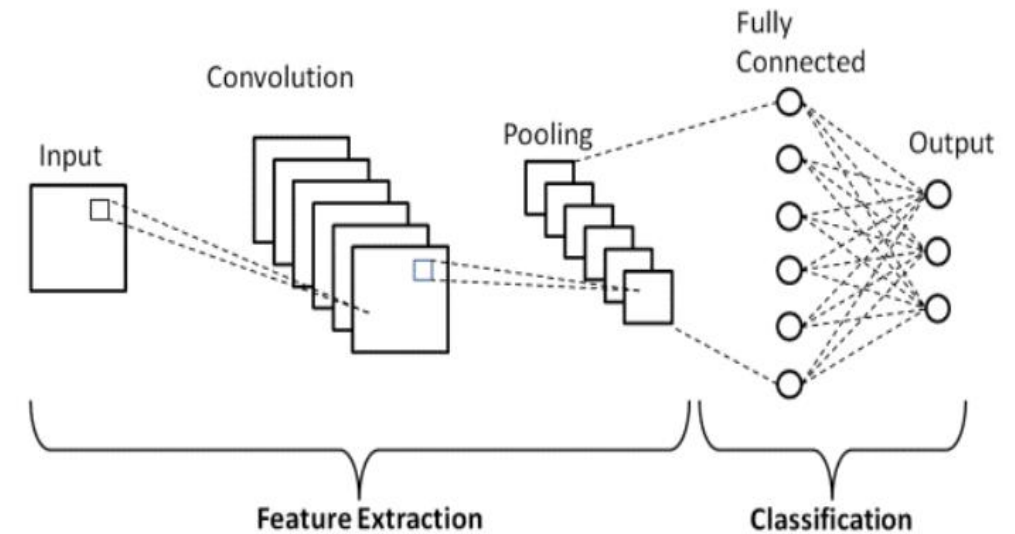 Fully
Connected
Convolution
Pooling
Output
Input
Feature Extraction
Classification